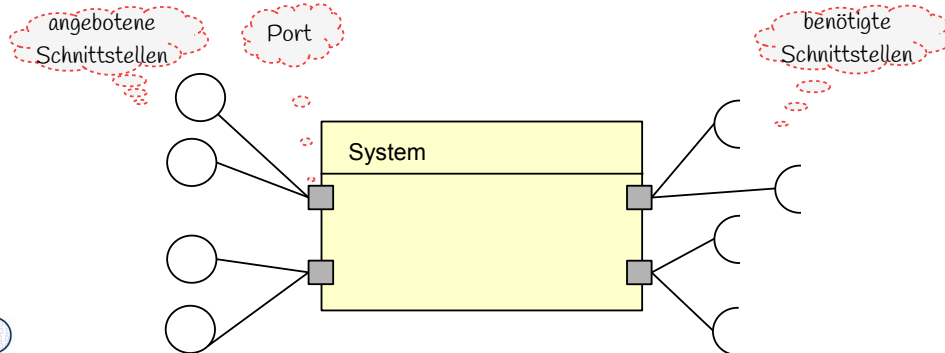 angebotene
Schnittstellen
Port
benötigte
Schnittstellen
System